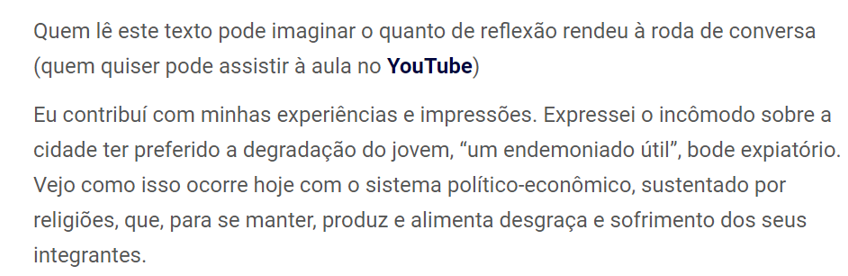 Quem lê este texto pode imaginar o quanto de reflexão rendeu à roda de conversa
(quem quiser pode assistir à aula no YouTube)
Eu contribuí com minhas experiências e impressões. Expressei o incômodo sobre a
cidade ter preferido a degradação do jovem, “um endemoniado útil”, bode expiatório.
Vejo como isso ocorre hoje com o sistema político-econômico, sustentado por
religiões, que, para se manter, produz e alimenta desgraça e sofrimento dos seus
integrantes.